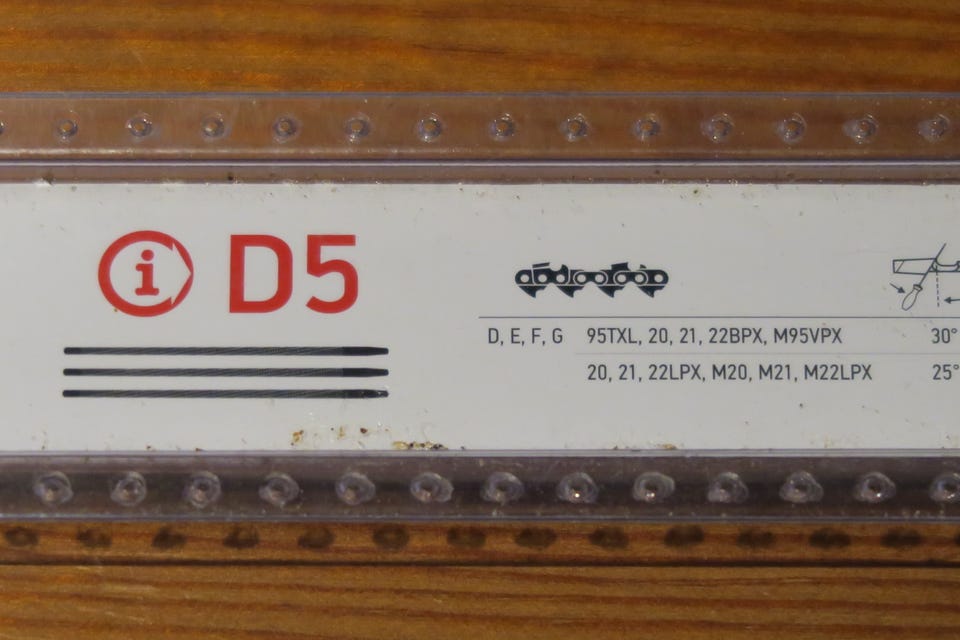 i D5
D, E, F, G 95TXL, 20, 21, 22BPX, M95VPX 30°
20, 21, 22LPX, M20, M21, M22LPX 25°